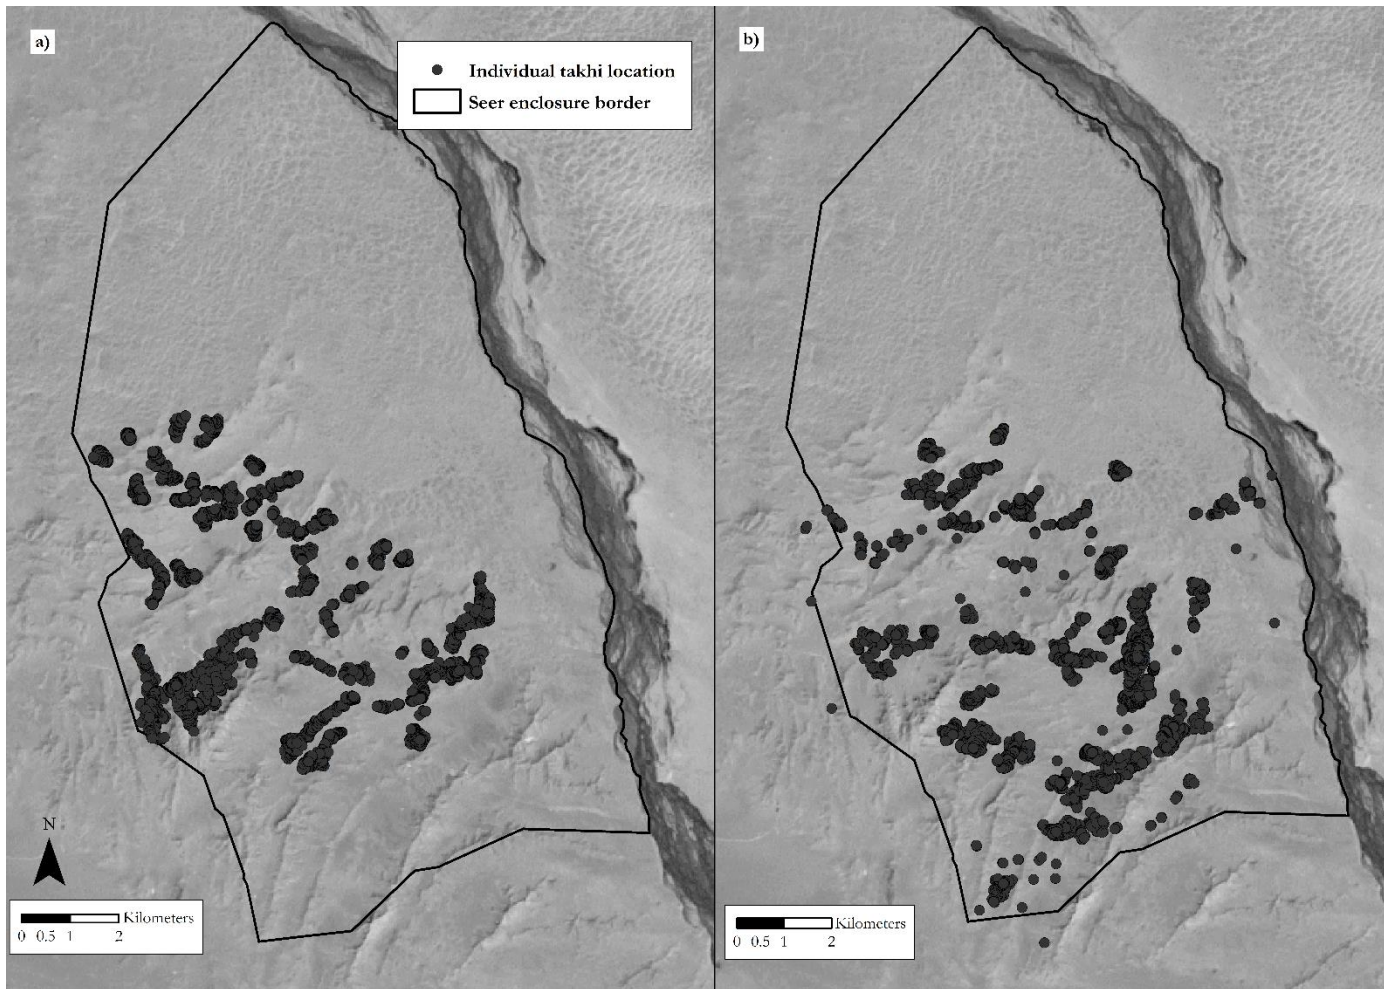 a)
Individual takhi location
Seer enclosure border
b)
N
Kilometers
0 0.5 1 2
Kilometers
0 0.5 1 2